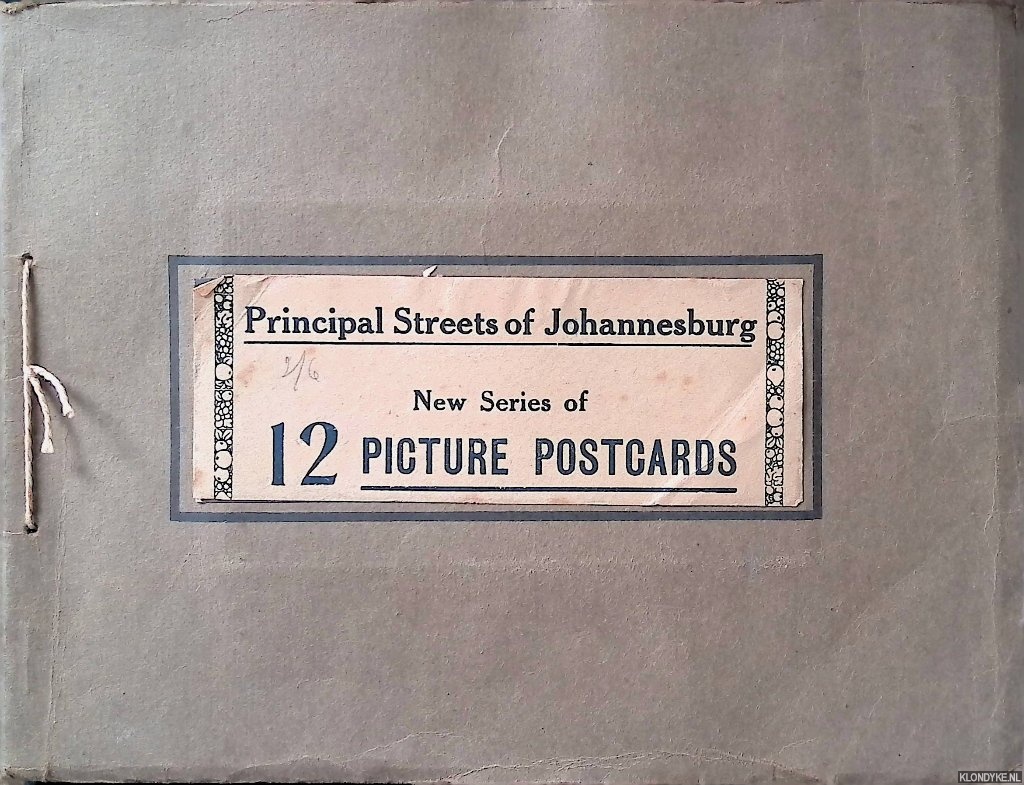 Principal Streets of Johannesburg
2/6
New Series of
12 PICTURE POSTCARDS
KLONDYKE.NL